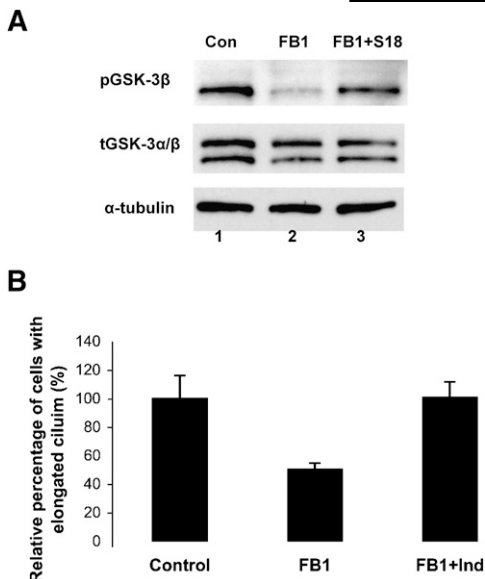 A
Con FB1 FB1+S18
pGSK-3β
tGSK-3α/β
α-tubulin
1 2 3
B
Relative percentage of cells with
elongated ciluim (%)
140
120
100
80
60
40
20
0
Control FB1 FB1+Ind